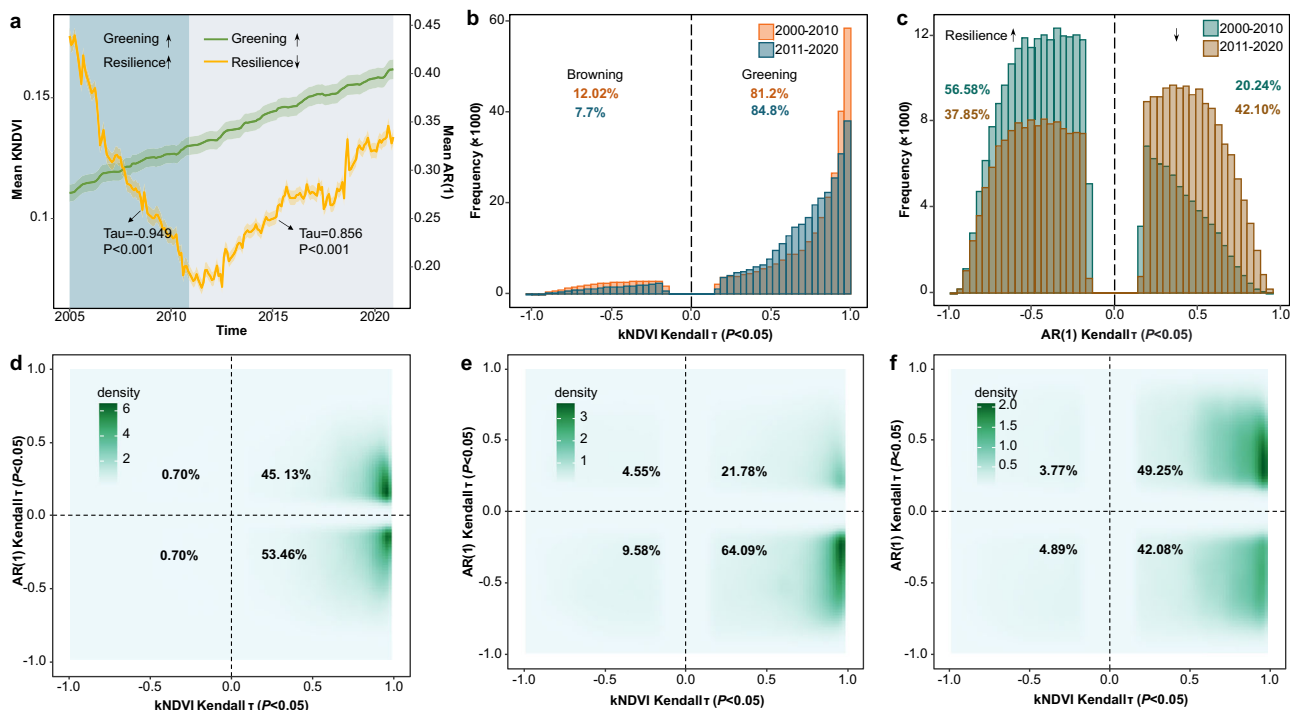 a
Greening ↑
Resilience↑
Greening ↑
Resilience↓
Mean KNDVI
0.15
0.1
Mean AR(1)
0.45
0.40
0.35
0.30
0.25
0.20
Tau=-0.949
P<0.001
Tau=0.856
P<0.001
2005
2010
2015
2020
Time
b
2000-2010
2011-2020
Browning
12.02%
7.7%
Greening
81.2%
84.8%
Frequency (× 1000)
60
40
20
0
-1.0
-0.5
0.0
0.5
1.0
kNDVI Kendall τ (P<0.05)
c
Resilience↑
↓
2000-2010
2011-2020
56.58%
37.85%
20.24%
42.10%
Frequency (× 1000)
12
8
4
0
-1.0
-0.5
0.0
0.5
1.0
AR(1) Kendall τ (P<0.05)
d
density
6
4
2
0.70%
45. 13%
0.70%
53.46%
AR(1) Kendall τ (P<0.05)
1.0
0.5
0.0
-0.5
-1.0
-1.0
-0.5
0.0
0.5
1.0
kNDVI Kendall τ (P<0.05)
e
density
3
2
1
4.55%
21.78%
9.58%
64.09%
AR(1) Kendall τ (P<0.05)
1.0
0.5
0.0
-0.5
-1.0
-1.0
-0.5
0.0
0.5
1.0
kNDVI Kendall τ (P<0.05)
f
density
2.0
1.5
1.0
0.5
3.77%
49.25%
4.89%
42.08%
AR(1) Kendall τ (P<0.05)
1.0
0.5
0.0
-0.5
-1.0
-1.0
-0.5
0.0
0.5
1.0
kNDVI Kendall τ (P<0.05)